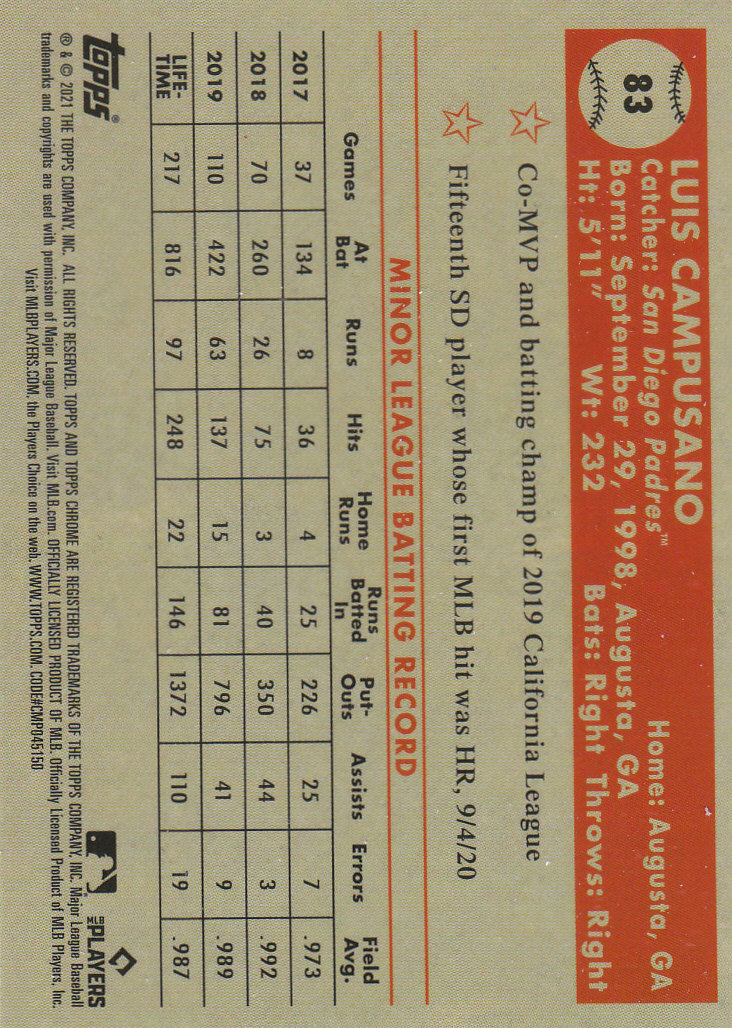 83
LUIS CAMPUSANO
Catcher: San Diego Padres™ Home: Augusta, GA
Born: September 29, 1998, Augusta, GA
Ht: 5'11" Wt: 232 Bats: Right Throws: Right
Co-MVP and batting champ of 2019 California League
Fifteenth SD player whose first MLB hit was HR, 9/4/20
MINOR LEAGUE BATTING RECORD
Games At Bat Runs Hits Home Runs Runs Batted In Put-Outs Assists Errors Field Avg.
2017 37 134 8 36 4 25 226 25 7 .973
2018 70 260 26 75 3 40 350 44 3 .992
2019 110 422 63 137 15 81 796 41 9 .989
LIFE-TIME 217 816 97 248 22 146 1372 110 19 .987
topps®
MLB PLAYERS
® & © 2021 THE TOPPS COMPANY, INC. ALL RIGHTS RESERVED. TOPPS AND TOPPS CHROME ARE REGISTERED TRADEMARKS OF THE TOPPS COMPANY, INC. Major League Baseball
trademarks and copyrights are used with permission of Major League Baseball. Visit MLB.com. OFFICIALLY LICENSED PRODUCT OF MLB. Officially Licensed Product of MLB Players, Inc.
Visit MLBPLAYERS.COM, the Players Choice on the web. WWW.TOPPS.COM. CODE#CMP045150